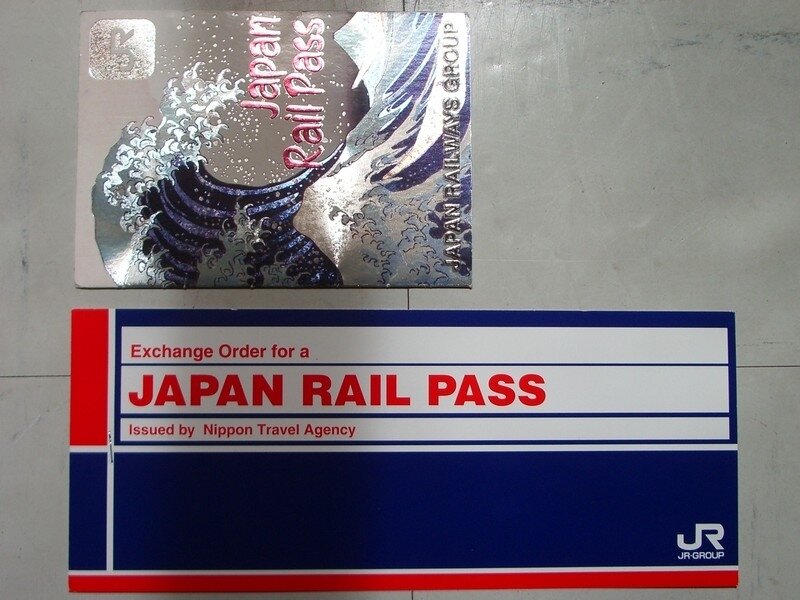 JR
Japan
Rail Pass
JAPAN RAILWAYS GROUP
Exchange Order for a
JAPAN RAIL PASS
Issued by Nippon Travel Agency
JR
JR-GROUP